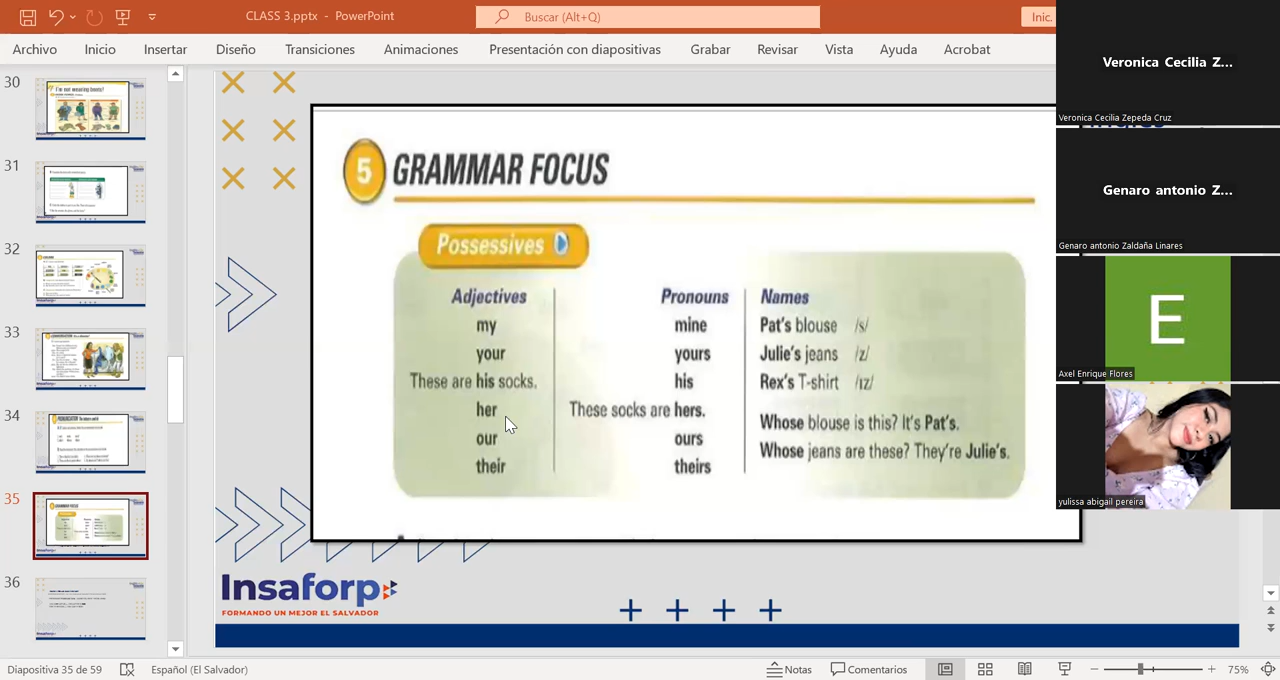 CLASS 3.pptx - PowerPoint
Buscar (Alt+Q)
Inic.
Archivo Inicio Insertar Diseño Transiciones Animaciones Presentación con diapositivas Grabar Revisar Vista Ayuda Acrobat
30
31
32
33
34
35
36
5 GRAMMAR FOCUS
Possessives
Adjectives Pronouns Names
my mine Pat's blouse /s/
your yours Julie's jeans /z/
These are his socks. his Rex's T-shirt /ɪz/
her These socks are hers.
Whose blouse is this? It's Pat's.
our ours
Whose jeans are these? They're Julie's.
their theirs
Insaforp
FORMANDO UN MEJOR EL SALVADOR
Veronica Cecilia Z...
Veronica Cecilia Zepeda Cruz
Genaro antonio Z...
Genaro antonio Zaldaña Linares
E
Axel Enrique Flores
yulissa abigail pereira
Diapositiva 35 de 59 Español (El Salvador) Notas Comentarios 75%